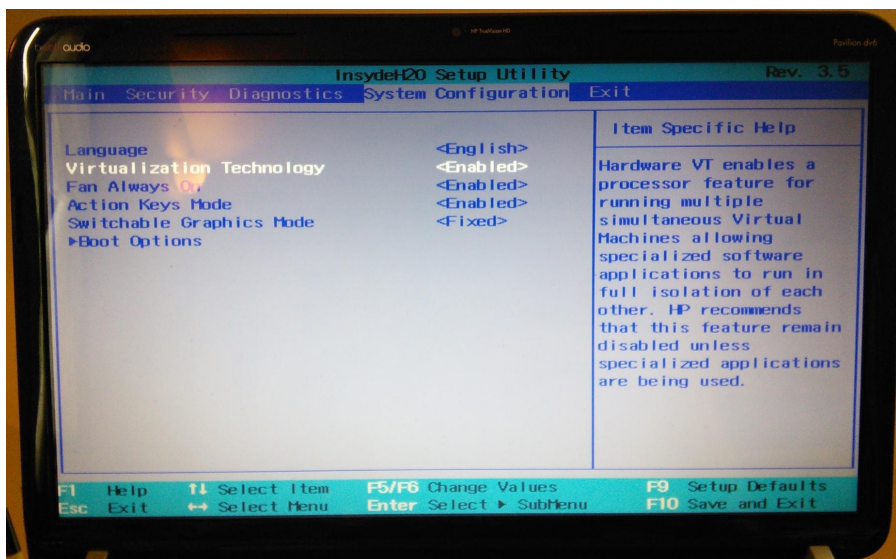 HP TrueVision HD
audio
Pavilion dv6
InsydeH2O Setup Utility Rev. 3.5
Main Security Diagnostics System Configuration Exit
Item Specific Help
Language <English>
Virtualization Technology <Enabled>
Fan Always On <Enabled>
Action Keys Mode <Enabled>
Switchable Graphics Mode <Fixed>
▶Boot Options
Hardware VT enables a
processor feature for
running multiple
simultaneous Virtual
Machines allowing
specialized software
applications to run in
full isolation of each
other. HP recommends
that this feature remain
disabled unless
specialized applications
are being used.
F1 Help ↑↓ Select Item F5/F6 Change Values F9 Setup Defaults
Esc Exit ↔ Select Menu Enter Select ▶ SubMenu F10 Save and Exit